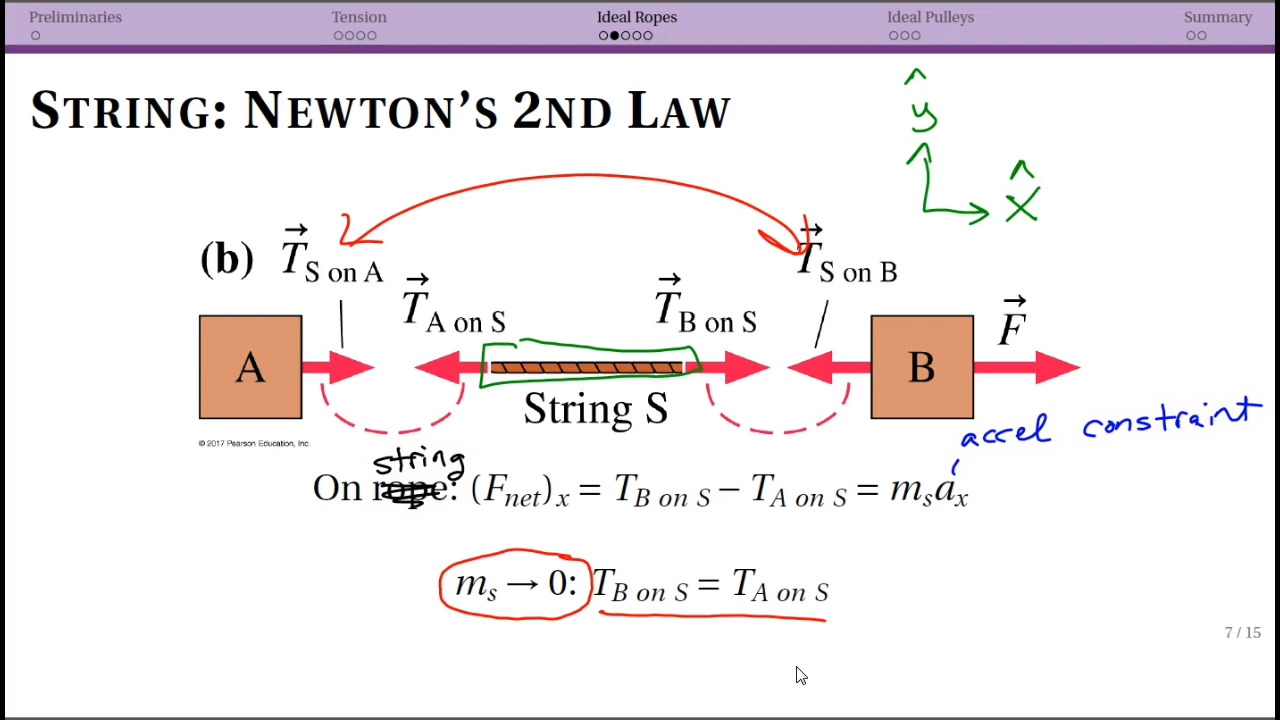 Preliminaries Tension Ideal Ropes Ideal Pulleys Summary
STRING: NEWTON'S 2ND LAW
ŷ
x̂
(b) T⃗ S on A T⃗ S on B
T⃗ A on S T⃗ B on S F⃗
A B
String S
© 2017 Pearson Education, Inc.
accel constraint
string
On rope: (Fnet)x = TB on S − TA on S = msax
ms → 0: TB on S = TA on S
7 / 15